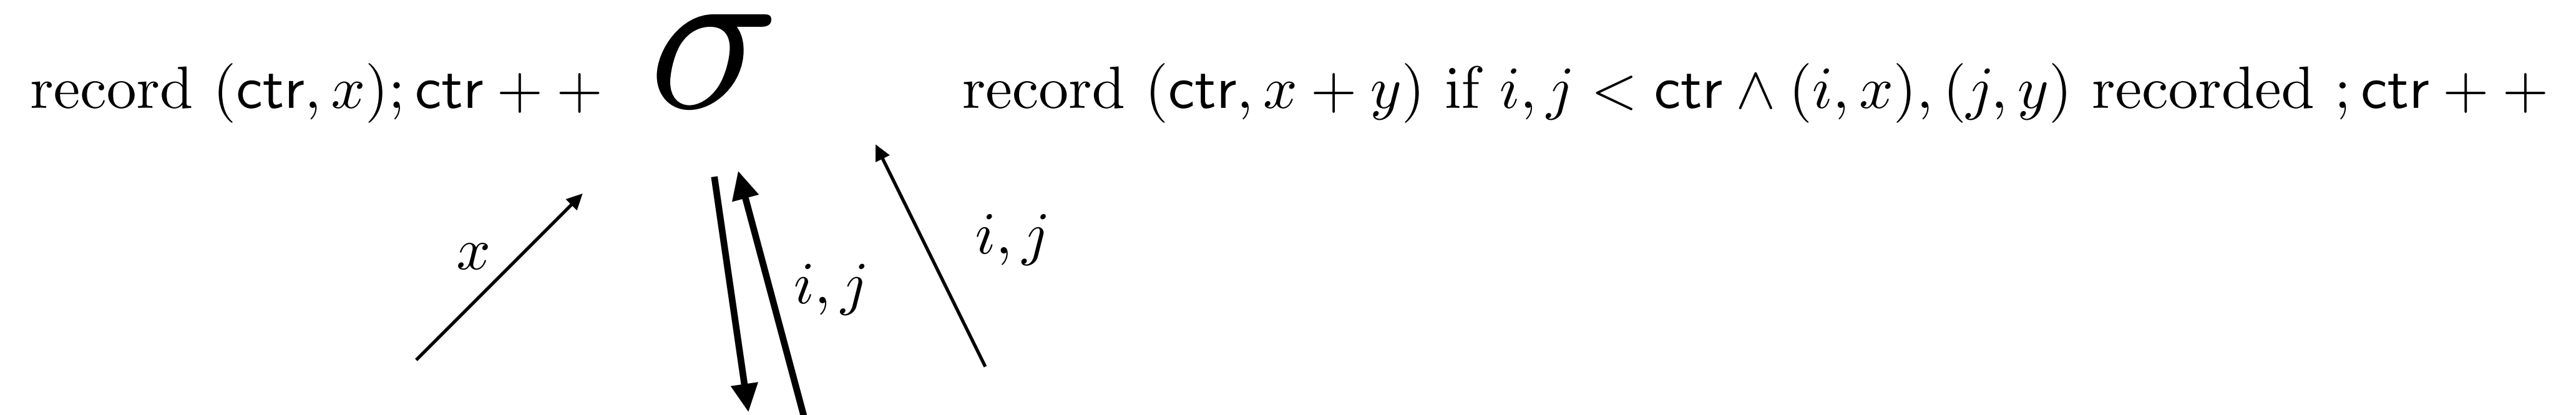 record (ctr, x); ctr + + σ record (ctr, x + y) if i, j < ctr ∧ (i, x), (j, y) recorded ; ctr + +
x
i, j
i, j